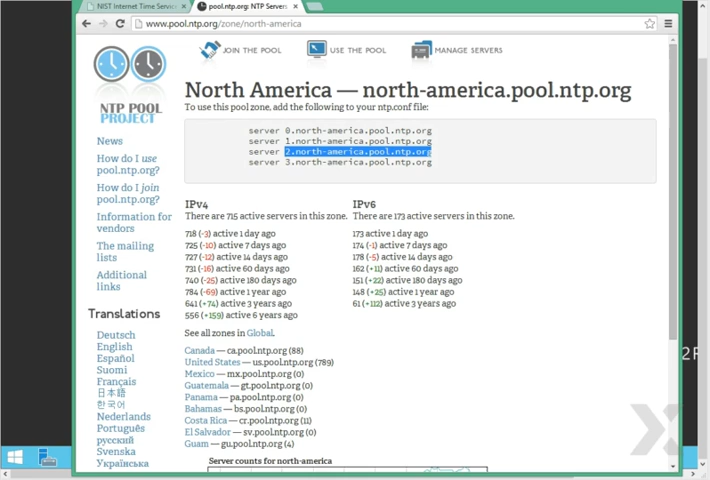 NIST Internet Time Service
pool.ntp.org: NTP Servers
www.pool.ntp.org/zone/north-america
JOIN THE POOL
USE THE POOL
MANAGE SERVERS
NTP POOL
PROJECT
News
How do I use
pool.ntp.org?
How do I join
pool.ntp.org?
Information for
vendors
The mailing
lists
Additional
links
Translations
Deutsch
English
Español
Suomi
Français
日本語
한국어
Nederlands
Português
русский
Svenska
Українська
North America — north-america.pool.ntp.org
To use this pool zone, add the following to your ntp.conf file:
server 0.north-america.pool.ntp.org
server 1.north-america.pool.ntp.org
server 2.north-america.pool.ntp.org
server 3.north-america.pool.ntp.org
IPv4
There are 715 active servers in this zone.
718 (-3) active 1 day ago
725 (-10) active 7 days ago
727 (-12) active 14 days ago
731 (-16) active 60 days ago
740 (-25) active 180 days ago
784 (-69) active 1 year ago
641 (+74) active 3 years ago
556 (+159) active 6 years ago
IPv6
There are 173 active servers in this zone.
173 active 1 day ago
174 (-1) active 7 days ago
178 (-5) active 14 days ago
162 (+11) active 60 days ago
151 (+22) active 180 days ago
148 (+25) active 1 year ago
61 (+112) active 3 years ago
See all zones in Global.
Canada — ca.pool.ntp.org (88)
United States — us.pool.ntp.org (789)
Mexico — mx.pool.ntp.org (0)
Guatemala — gt.pool.ntp.org (0)
Panama — pa.pool.ntp.org (0)
Bahamas — bs.pool.ntp.org (0)
Costa Rica — cr.pool.ntp.org (11)
El Salvador — sv.pool.ntp.org (0)
Guam — gu.pool.ntp.org (4)
Server counts for north-america
2F